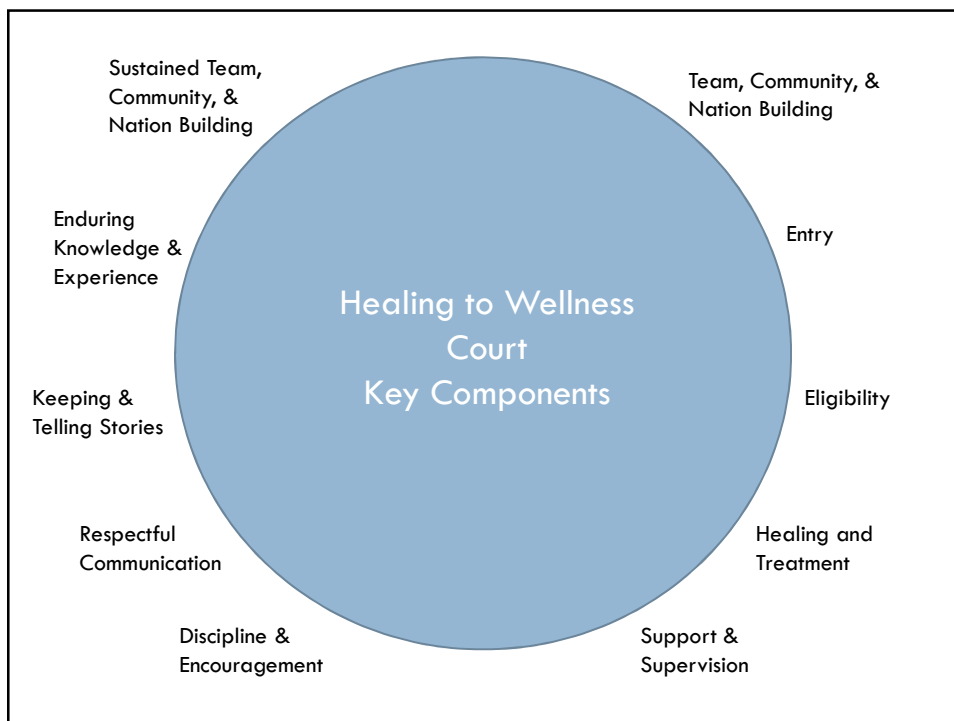 Sustained Team,
Community, &
Nation Building
Team, Community, &
Nation Building
Enduring
Knowledge &
Experience
Entry
Healing to Wellness
Court
Key Components
Keeping &
Telling Stories
Eligibility
Respectful
Communication
Healing and
Treatment
Discipline &
Encouragement
Support &
Supervision